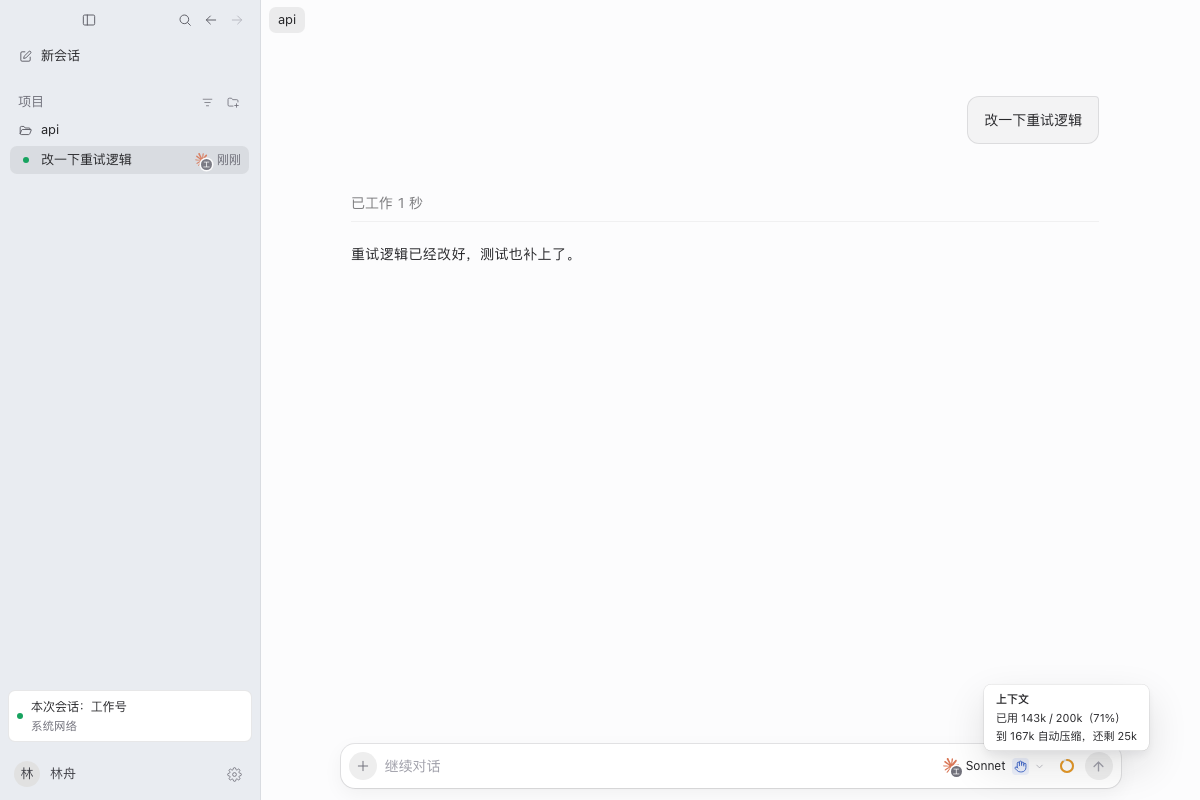 api
新会话
项目
api
改一下重试逻辑
工
刚刚
改一下重试逻辑
已工作 1 秒
重试逻辑已经改好，测试也补上了。
本次会话：工作号
系统网络
林
林舟
上下文
已用 143k / 200k（71%）
到 167k 自动压缩，还剩 25k
继续对话
工
Sonnet